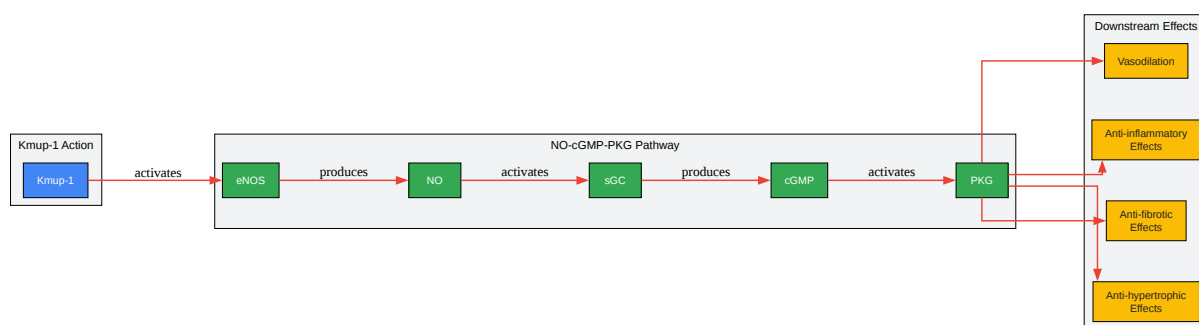 Downstream Effects
Vasodilation
Kmup-1 Action
Kmup-1
activates
NO-cGMP-PKG Pathway
eNOS
produces
NO
activates
sGC
produces
cGMP
activates
PKG
Anti-inflammatory
Effects
Anti-fibrotic
Effects
Anti-hypertrophic
Effects